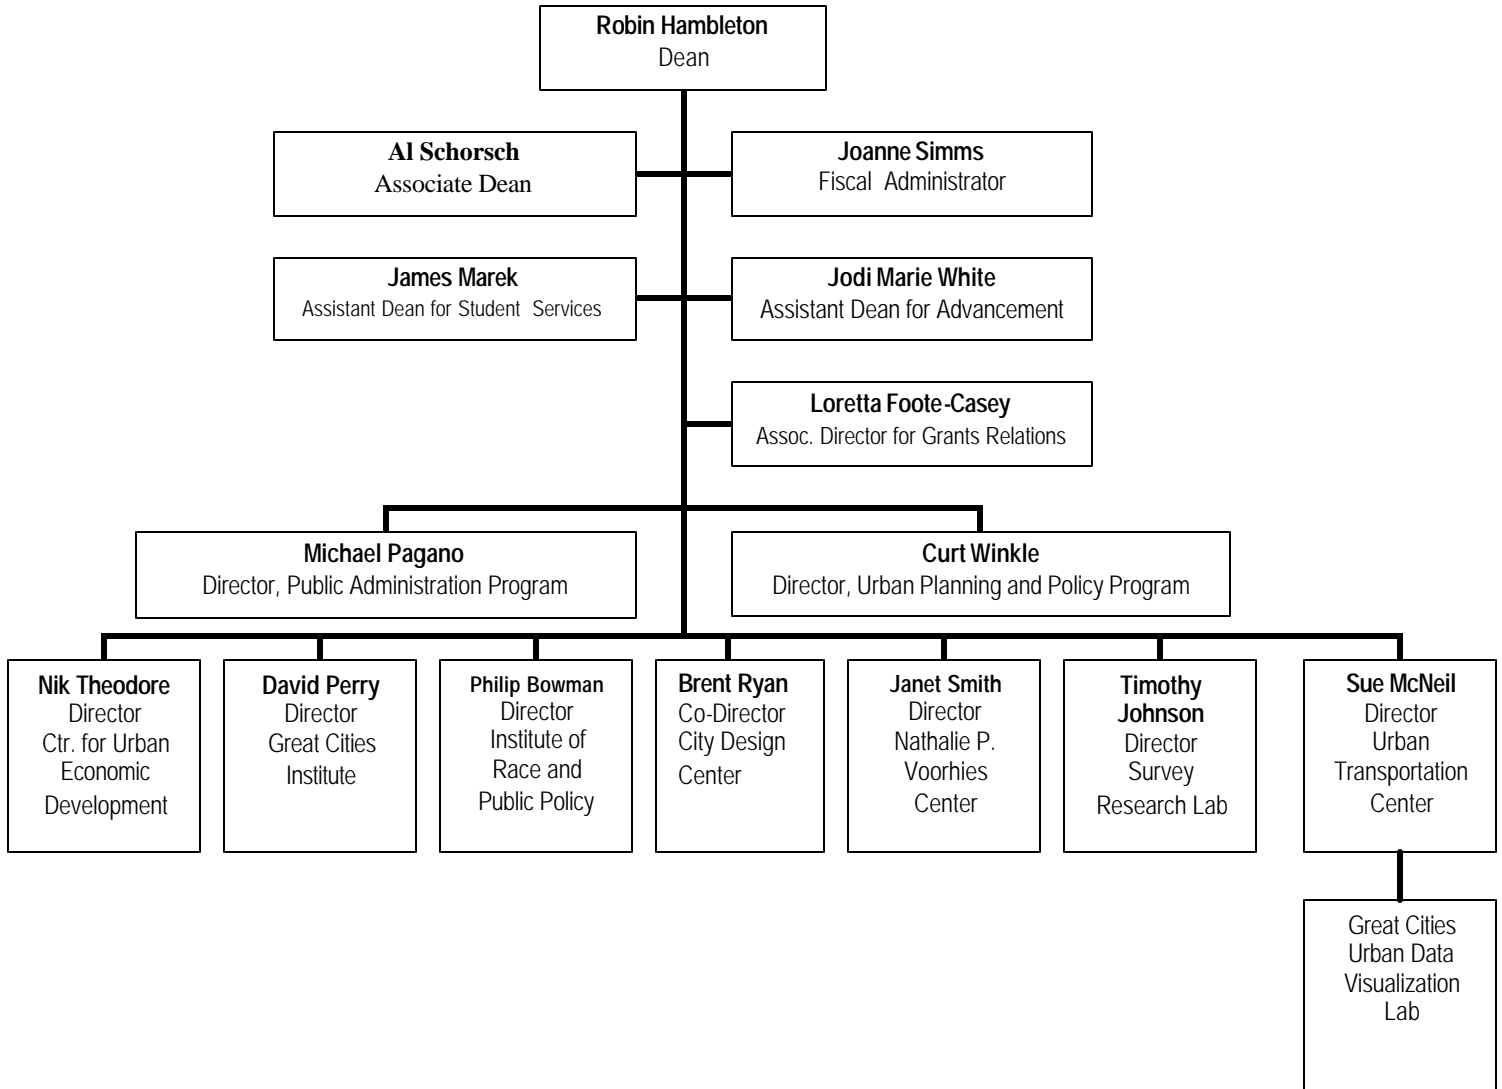 Robin Hambleton
Dean
Al Schorsch
Associate Dean
Joanne Simms
Fiscal Administrator
James Marek
Assistant Dean for Student Services
Jodi Marie White
Assistant Dean for Advancement
Loretta Foote-Casey
Assoc. Director for Grants Relations
Michael Pagano
Director, Public Administration Program
Curt Winkle
Director, Urban Planning and Policy Program
Nik Theodore
Director
Ctr. for Urban
Economic
Development
David Perry
Director
Great Cities
Institute
Philip Bowman
Director
Institute of
Race and
Public Policy
Brent Ryan
Co-Director
City Design
Center
Janet Smith
Director
Nathalie P.
Voorhies
Center
Timothy
Johnson
Director
Survey
Research Lab
Sue McNeil
Director
Urban
Transportation
Center
Great Cities
Urban Data
Visualization
Lab